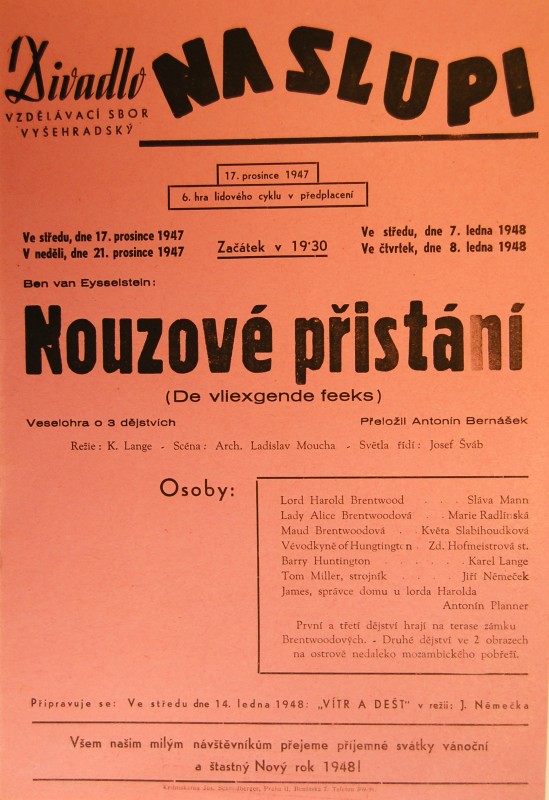 Divadlo NA SLUPI
VZDĚLÁVACÍ SBOR
VYŠEHRADSKÝ
17. prosince 1947
6. hra lidového cyklu v předplacení
Ve středu, dne 17. prosince 1947
V neděli, dne 21. prosince 1947
Začátek v 19·30
Ve středu, dne 7. ledna 1948
Ve čtvrtek, dne 8. ledna 1948
Ben van Eysselstein:
Nouzové přistání
(De vliexgende feeks)
Veselohra o 3 dějstvích
Přeložil Antonín Bernášek
Režie: K. Lange - Scéna: Arch. Ladislav Moucha - Světla řídí: Josef Šváb
Osoby:
Lord Harold Brentwood . . . Sláva Mann
Lady Alice Brentwoodová . . Marie Radlinská
Maud Brentwoodová . . Květa Slabihoudková
Vévodkyně of Hungtington . Zd. Hofmeistrová st.
Barry Huntington . . . . . Karel Lange
Tom Miller, strojník . . . . Jiří Němeček
James, správce domu u lorda Harolda
Antonín Planner
První a třetí dějství hrají na terase zámku
Brentwoodových. - Druhé dějství ve 2 obrazech
na ostrově nedaleko mozambického pobřeží.
Připravuje se: Ve středu dne 14. ledna 1948: „VÍTR A DEŠŤ" v režii: J. Němečka
Všem našim milým návštěvníkům přejeme příjemné svátky vánoční
a štastný Nový rok 1948!
Knihtiskárna Jos. Praha II.